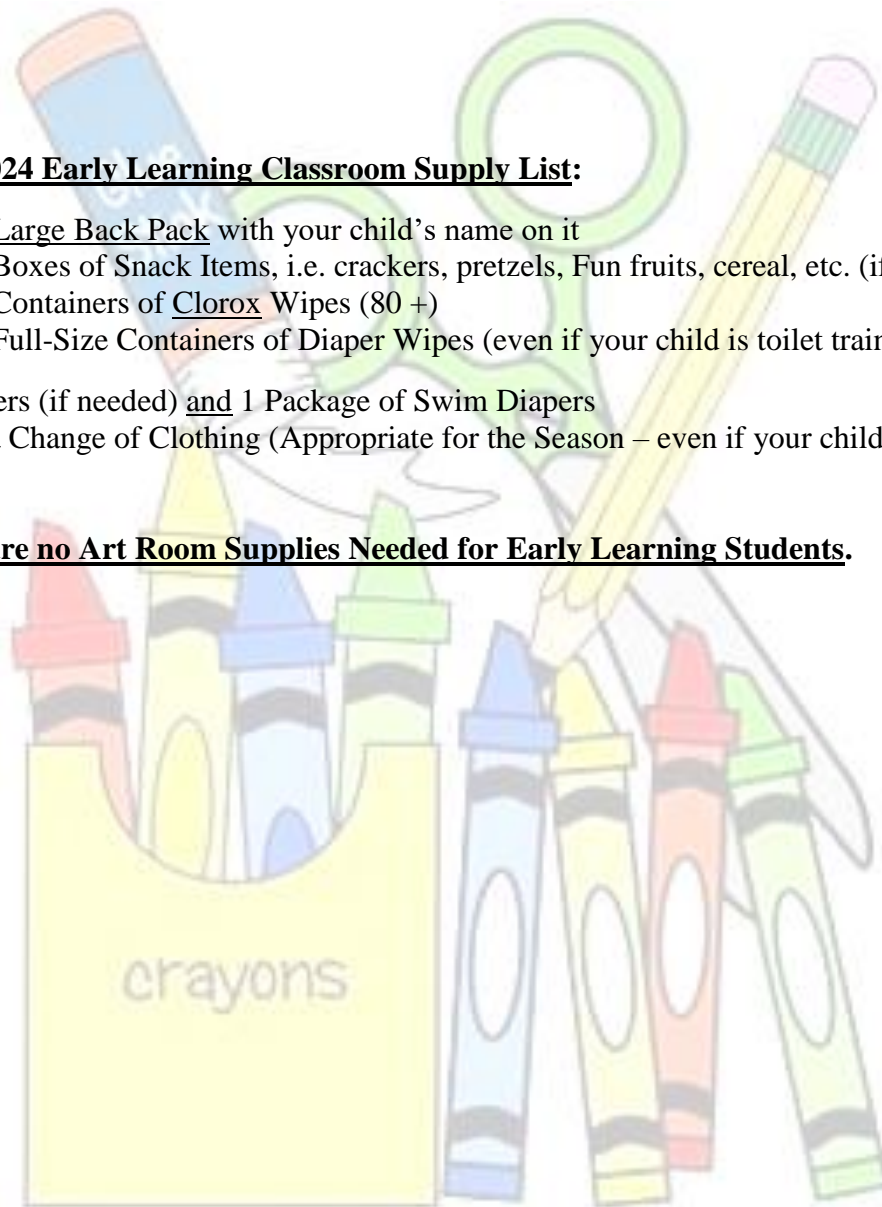 024 Early Learning Classroom Supply List:
Large Back Pack with your child’s name on it
Boxes of Snack Items, i.e. crackers, pretzels, Fun fruits, cereal, etc. (if
Containers of Clorox Wipes (80 +)
Full-Size Containers of Diaper Wipes (even if your child is toilet train
ers (if needed) and 1 Package of Swim Diapers
Change of Clothing (Appropriate for the Season – even if your child
re no Art Room Supplies Needed for Early Learning Students.
crayons